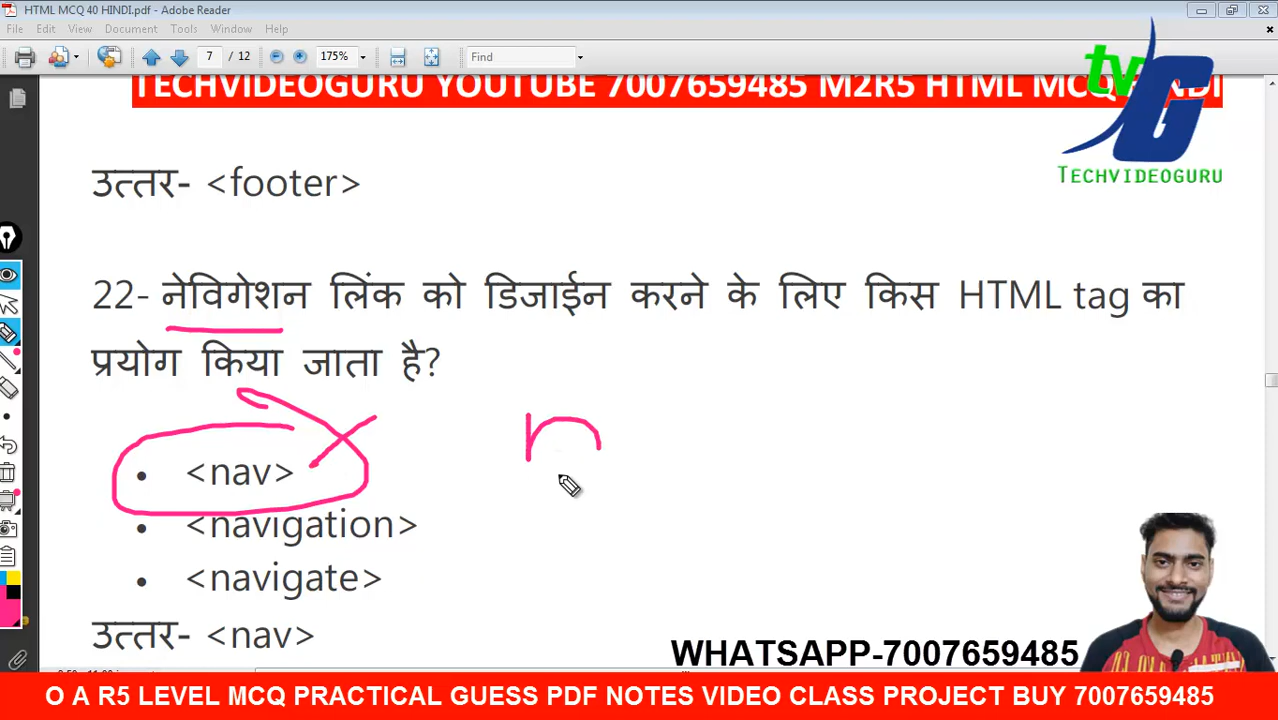 HTML MCQ 40 HINDI.pdf - Adobe Reader
File Edit View Document Tools Window Help
7 / 12 175% Find
TECHVIDEOGURU YOUTUBE 7007659485 M2R5 HTML MCQ HINDI
tv G
TECHVIDEOGURU
उत्तर- <footer>
22- नेविगेशन लिंक को डिजाईन करने के लिए किस HTML tag का
प्रयोग किया जाता है?
• <nav>
n
• <navigation>
• <navigate>
उत्तर- <nav>
WHATSAPP-7007659485
O A R5 LEVEL MCQ PRACTICAL GUESS PDF NOTES VIDEO CLASS PROJECT BUY 7007659485